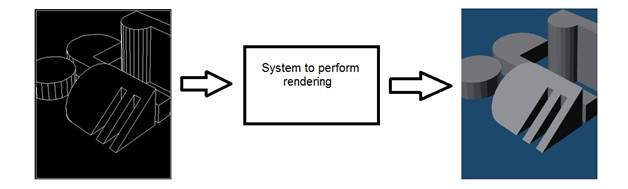 System to perform
rendering